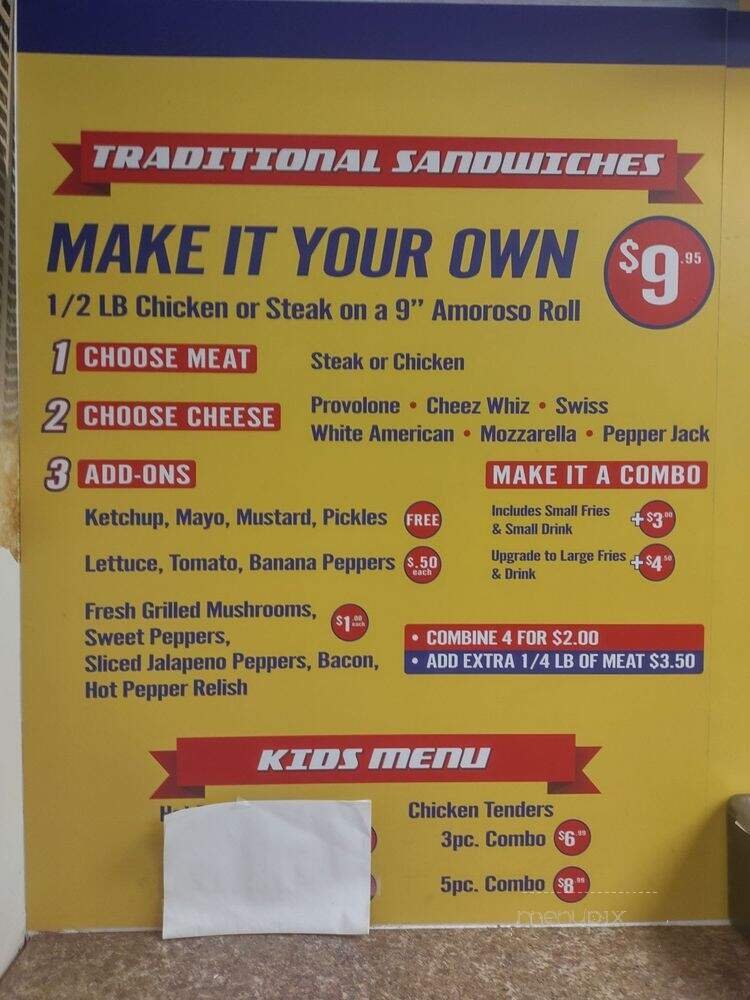 TRADITIONAL SANDWICHES
MAKE IT YOUR OWN
$9.95
1/2 LB Chicken or Steak on a 9” Amoroso Roll
1 CHOOSE MEAT
Steak or Chicken
2 CHOOSE CHEESE
Provolone • Cheez Whiz • Swiss
White American • Mozzarella • Pepper Jack
3 ADD-ONS
Ketchup, Mayo, Mustard, Pickles FREE
Lettuce, Tomato, Banana Peppers $.50 each
Fresh Grilled Mushrooms,
Sweet Peppers,
Sliced Jalapeno Peppers, Bacon,
Hot Pepper Relish
$1.00 each
MAKE IT A COMBO
Includes Small Fries
& Small Drink
+$3.00
Upgrade to Large Fries
& Drink
+$4.50
• COMBINE 4 FOR $2.00
• ADD EXTRA 1/4 LB OF MEAT $3.50
KIDS MENU
Chicken Tenders
3pc. Combo $6.99
5pc. Combo $8.99
menupix